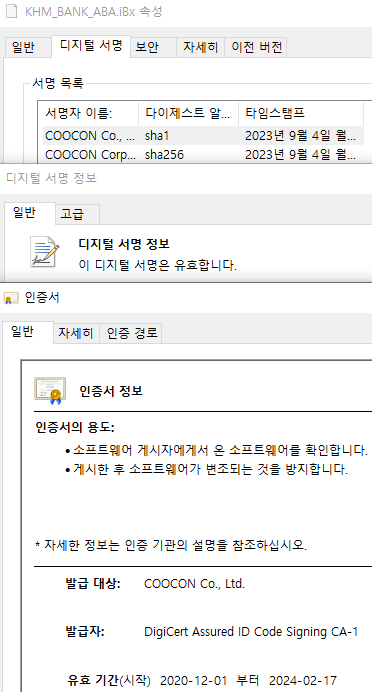 KHM_BANK_ABA.iBx 속성
일반 디지털 서명 보안 자세히 이전 버전
서명 목록
서명자 이름: 다이제스트 알... 타임스탬프
COOCON Co., ... sha1 2023년 9월 4일 월...
COOCON Corp... sha256 2023년 9월 4일 월...
디지털 서명 정보
일반 고급
디지털 서명 정보
이 디지털 서명은 유효합니다.
인증서
일반 자세히 인증 경로
인증서 정보
인증서의 용도:
• 소프트웨어 게시자에게서 온 소프트웨어를 확인합니다.
• 게시한 후 소프트웨어가 변조되는 것을 방지합니다.
* 자세한 정보는 인증 기관의 설명을 참조하십시오.
발급 대상: COOCON Co., Ltd.
발급자: DigiCert Assured ID Code Signing CA-1
유효 기간(시작) 2020-12-01 부터 2024-02-17